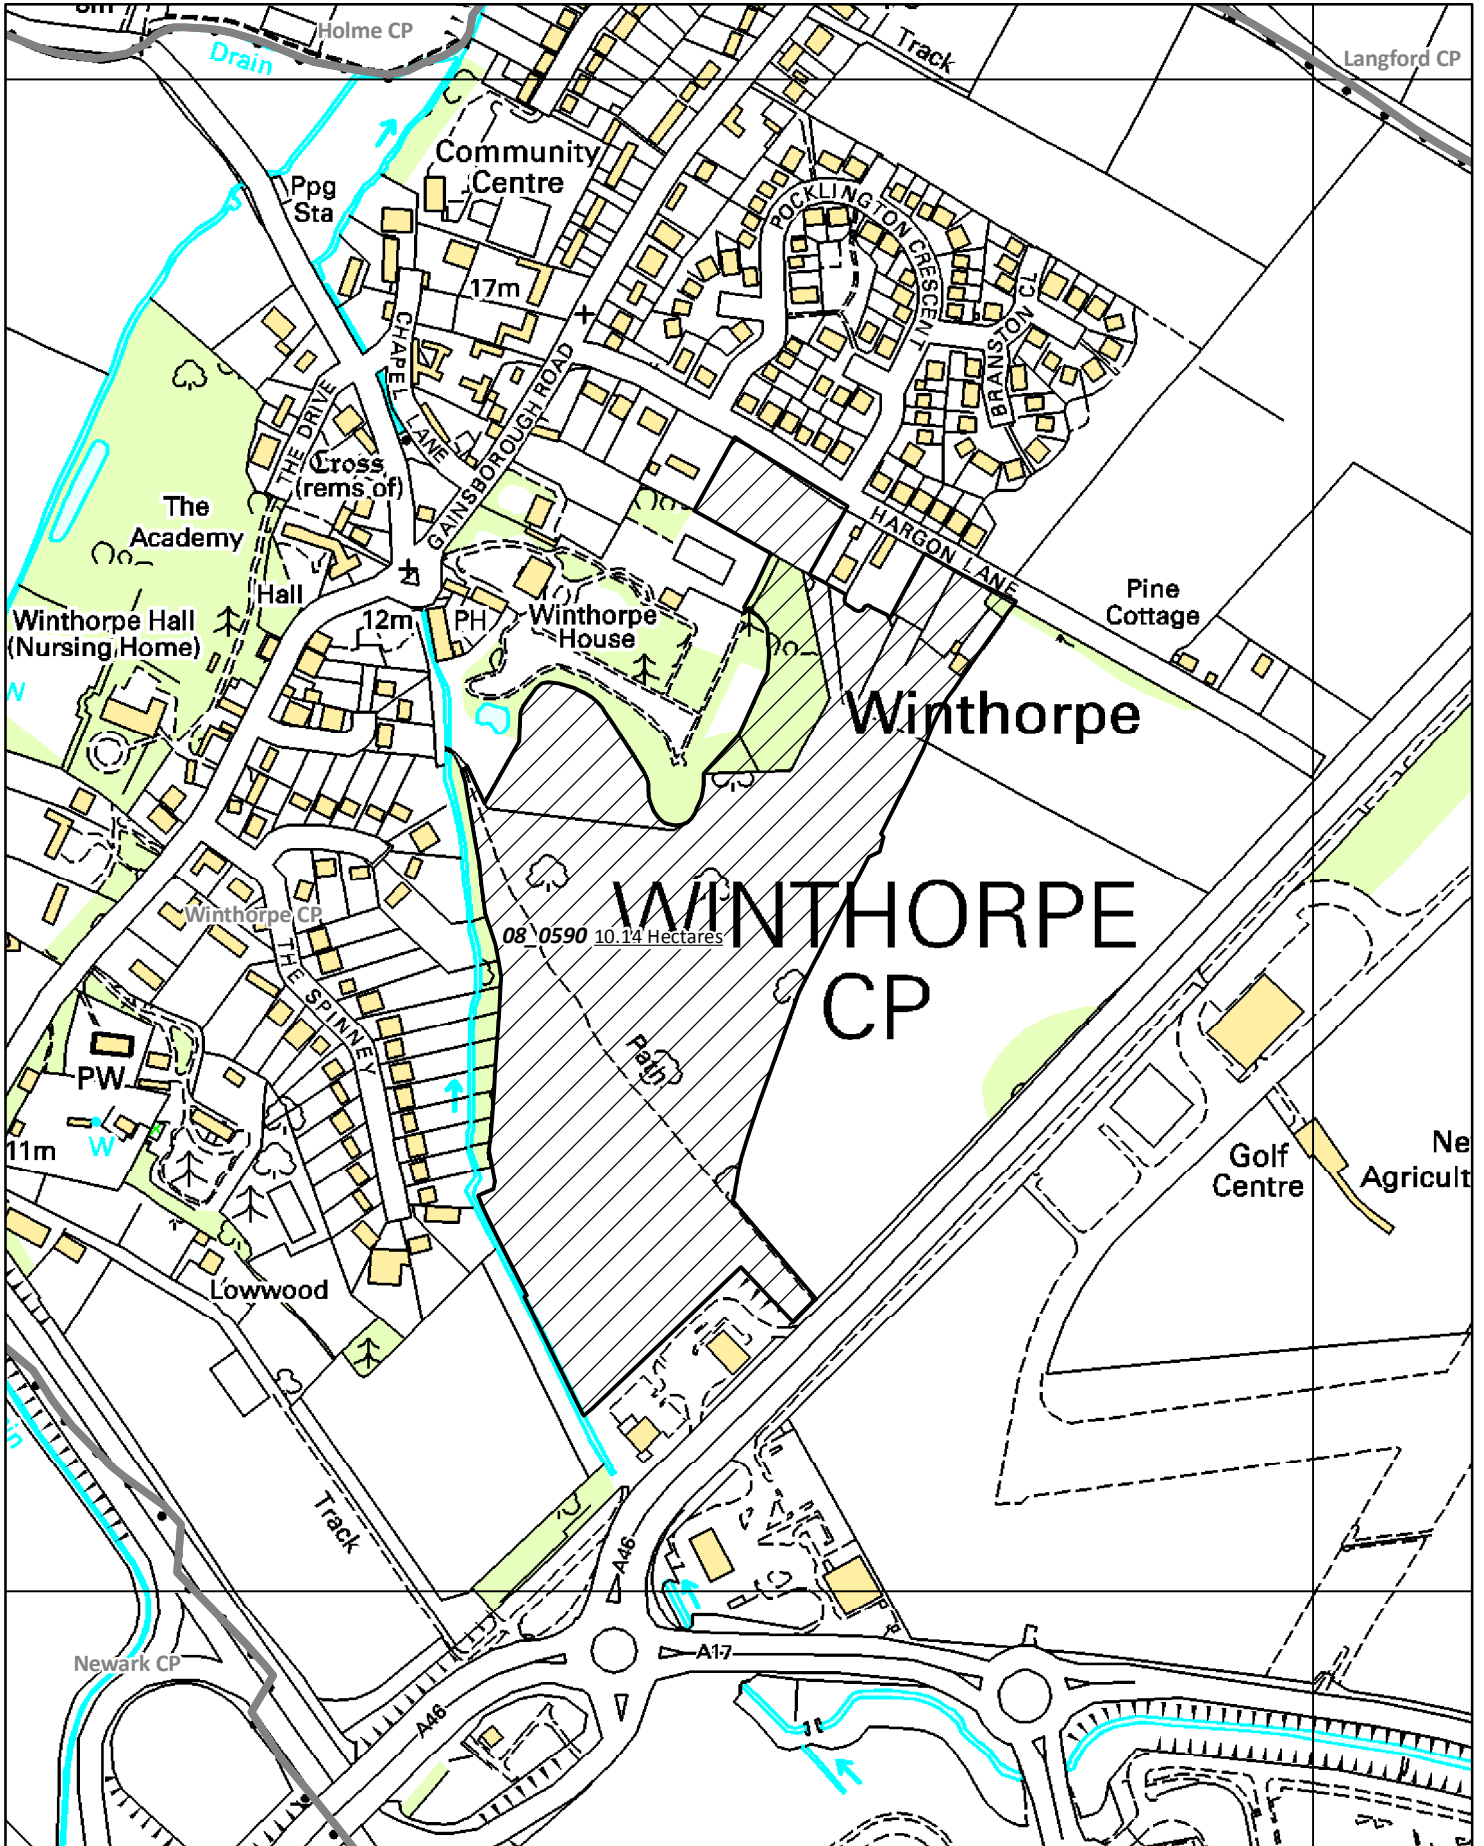 Holme CP
Drain
Track
Langford CP
Community
Centre
Ppg
Sta
POCKLINGTON CRESCENT
17m
CHAPEL LANE
BRANSTON CL
GAINSBOROUGH ROAD
THE DRIVE
Cross
(rems of)
The
Academy
HARGON LANE
Hall
Pine
Cottage
12m
PH
Winthorpe
House
Winthorpe Hall
(Nursing Home)
W
Winthorpe
WINTHORPE
CP
Winthorpe CP
08_0590 10.14 Hectares
THE SPINNEY
Path
PW
W
11m
Golf
Centre
Ne
Agricult
Lowwood
Track
A46
A17
Newark CP
A46